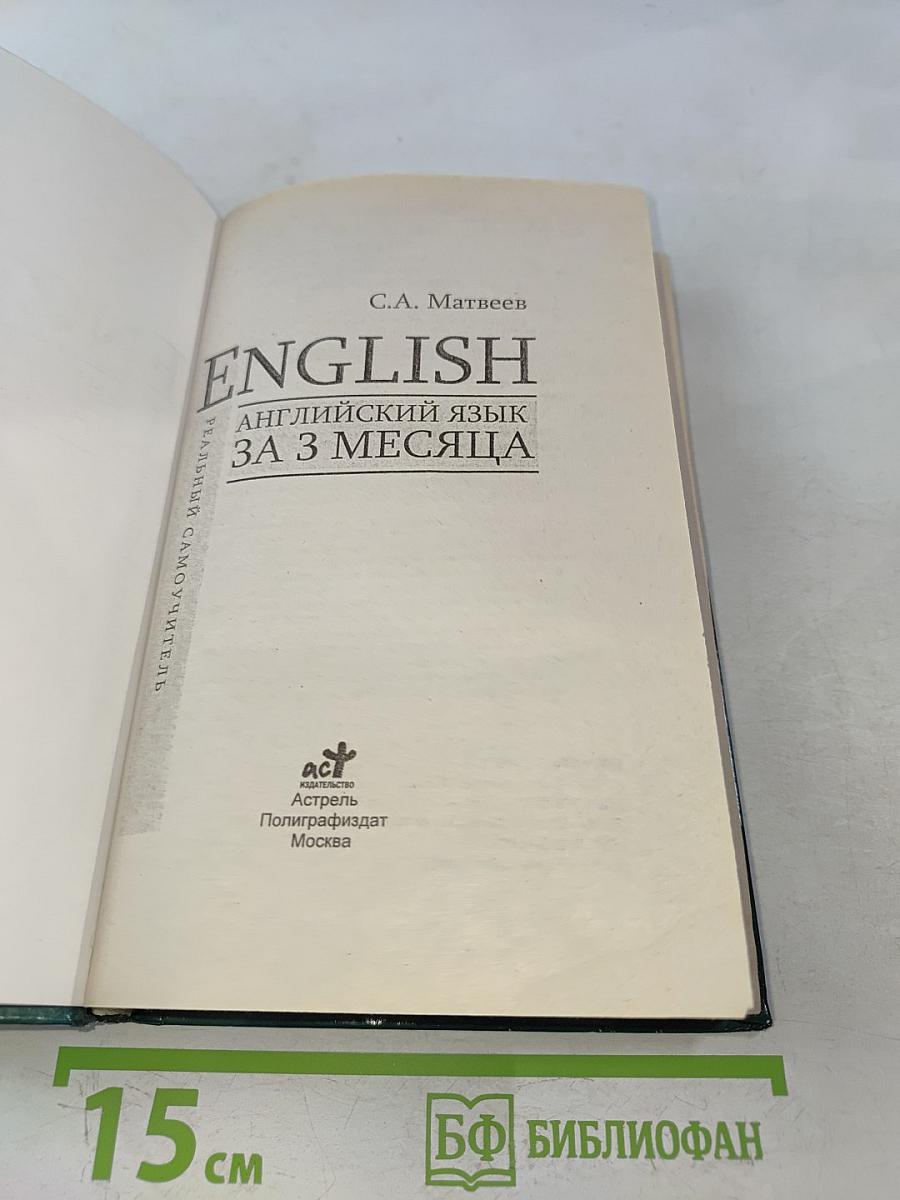 С.А. Матвеев
ENGLISH
АНГЛИЙСКИЙ ЯЗЫК
ЗА 3 МЕСЯЦА
РЕАЛЬНЫЙ САМОУЧИТЕЛЬ
аст
ИЗДАТЕЛЬСТВО
Астрель
Полиграфиздат
Москва
15 см
БФ БИБЛИОФАН